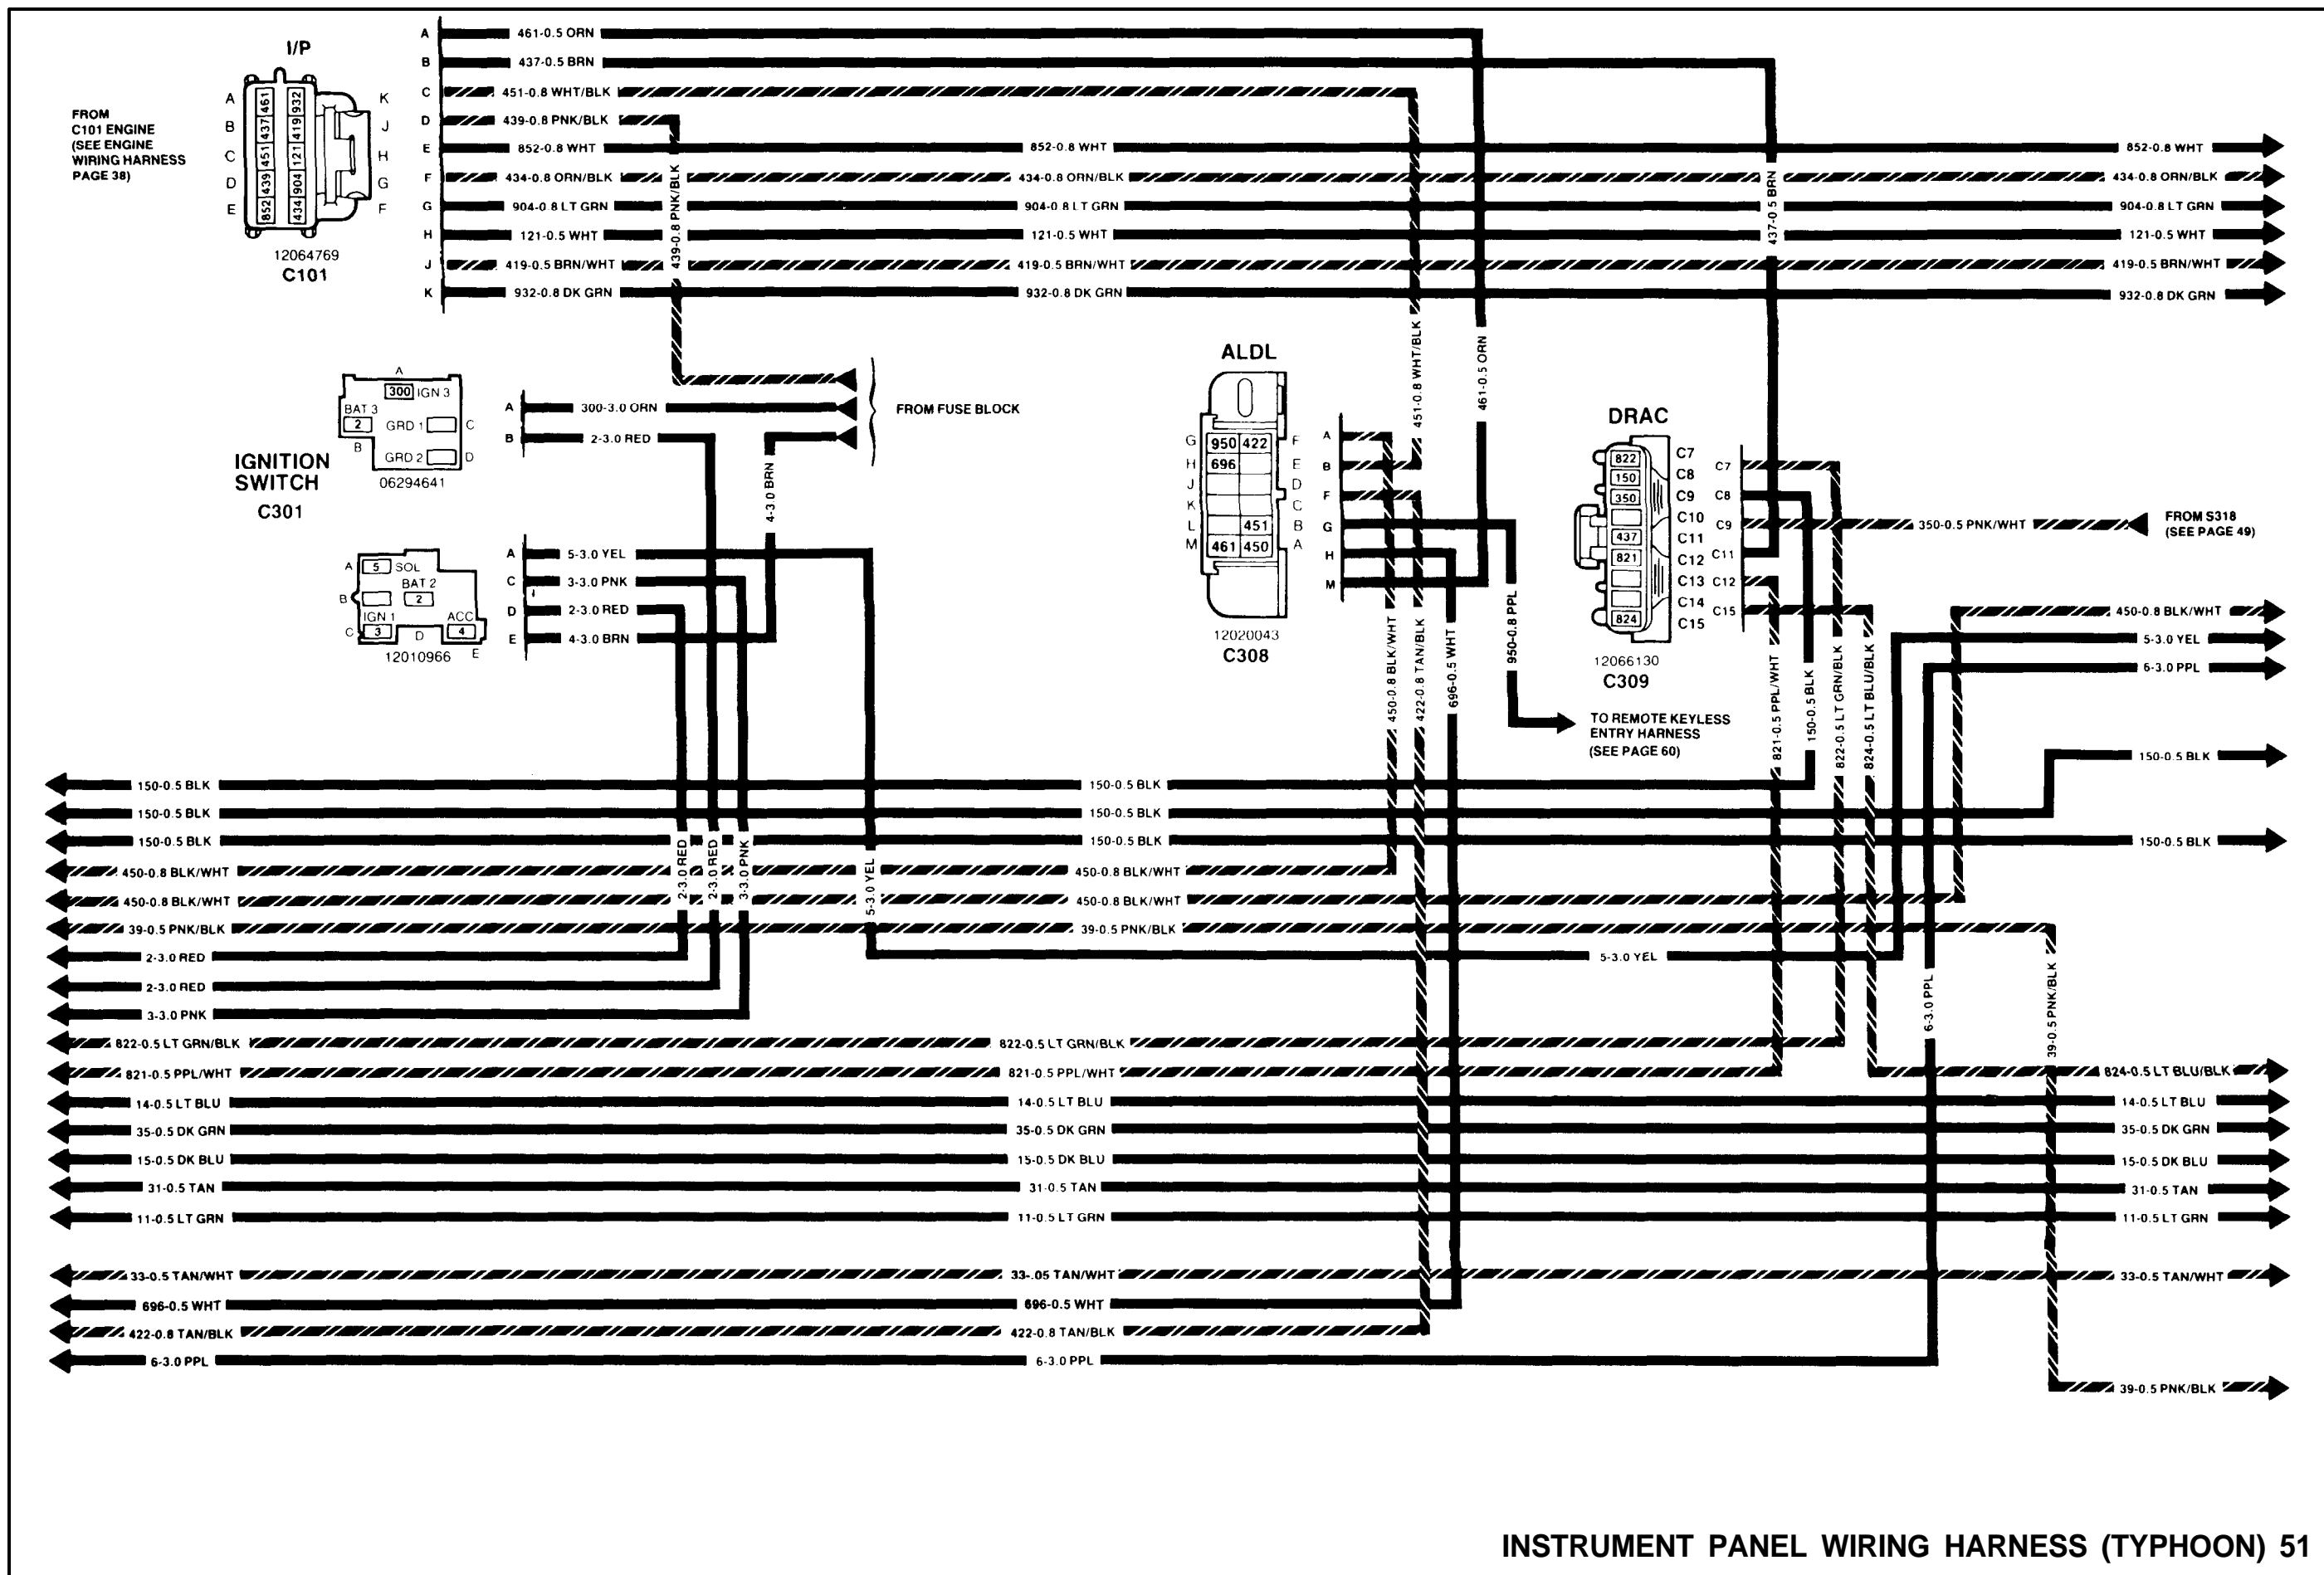 I/P
FROM
C101 ENGINE
(SEE ENGINE
WIRING HARNESS
PAGE 38)
A 461 932 K
B 437 419 J
C 451 121 H
D 439 904 G
E 852 434 F
12064769
C101
A 461-0.5 ORN
B 437-0.5 BRN
C 451-0.8 WHT/BLK
D 439-0.8 PNK/BLK
E 852-0.8 WHT 852-0.8 WHT 852-0.8 WHT
F 434-0.8 ORN/BLK 434-0.8 ORN/BLK 434-0.8 ORN/BLK
G 904-0.8 LT GRN 904-0.8 LT GRN 904-0.8 LT GRN
H 121-0.5 WHT 121-0.5 WHT 121-0.5 WHT
J 419-0.5 BRN/WHT 419-0.5 BRN/WHT 419-0.5 BRN/WHT
K 932-0.8 DK GRN 932-0.8 DK GRN 932-0.8 DK GRN
439-0.8 PNK/BLK
437-0.5 BRN
451-0.8 WHT/BLK
461-0.5 ORN
A
300 IGN 3
BAT 3
2
GRD 1 C
B
GRD 2 D
06294641
IGNITION
SWITCH
C301
A 300-3.0 ORN
B 2-3.0 RED
FROM FUSE BLOCK
4-3.0 BRN
A 5 SOL
BAT 2
B 2
IGN 1 ACC
C 3 D 4
E
12010966
A 5-3.0 YEL
C 3-3.0 PNK
D 2-3.0 RED
E 4-3.0 BRN
ALDL
G 950 422 F
H 696 E
J D
K C
L 451 B
M 461 450 A
12020043
C308
A
B
F
G
H
M
450-0.8 BLK/WHT
422-0.8 TAN/BLK
696-0.5 WHT
950-0.8 PPL
TO REMOTE KEYLESS
ENTRY HARNESS
(SEE PAGE 60)
DRAC
822 C7
150 C8
350 C9
C10
437 C11
821 C12
C13
C14
824 C15
12066130
C309
C7
C8
C9 350-0.5 PNK/WHT
C11
C12
C15
FROM S318
(SEE PAGE 49)
821-0.5 PPL/WHT
150-0.5 BLK
822-0.5 LT GRN/BLK
824-0.5 LT BLU/BLK
450-0.8 BLK/WHT
5-3.0 YEL
6-3.0 PPL
150-0.5 BLK
150-0.5 BLK 150-0.5 BLK
150-0.5 BLK 150-0.5 BLK
150-0.5 BLK 150-0.5 BLK 150-0.5 BLK
450-0.8 BLK/WHT 450-0.8 BLK/WHT
450-0.8 BLK/WHT 450-0.8 BLK/WHT
39-0.5 PNK/BLK 39-0.5 PNK/BLK
2-3.0 RED
2-3.0 RED
3-3.0 PNK
5-3.0 YEL
2-3.0 RED 5-3.0 YEL
2-3.0 RED
3-3.0 PNK
6-3.0 PPL
39-0.5 PNK/BLK
822-0.5 LT GRN/BLK 822-0.5 LT GRN/BLK
821-0.5 PPL/WHT 821-0.5 PPL/WHT 824-0.5 LT BLU/BLK
14-0.5 LT BLU 14-0.5 LT BLU 14-0.5 LT BLU
35-0.5 DK GRN 35-0.5 DK GRN 35-0.5 DK GRN
15-0.5 DK BLU 15-0.5 DK BLU 15-0.5 DK BLU
31-0.5 TAN 31-0.5 TAN 31-0.5 TAN
11-0.5 LT GRN 11-0.5 LT GRN 11-0.5 LT GRN
33-0.5 TAN/WHT 33-.05 TAN/WHT 33-0.5 TAN/WHT
696-0.5 WHT 696-0.5 WHT
422-0.8 TAN/BLK 422-0.8 TAN/BLK
6-3.0 PPL 6-3.0 PPL
39-0.5 PNK/BLK
INSTRUMENT PANEL WIRING HARNESS (TYPHOON) 51